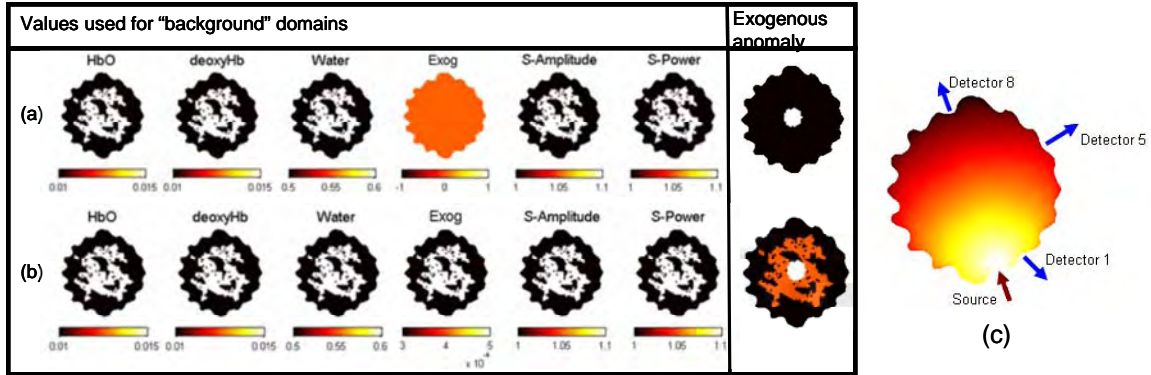 Values used for “background” domains
Exogenous anomaly
HbO deoxyHb Water Exog S-Amplitude S-Power
(a)
0.01 0.015 0.01 0.015 0.5 0.55 0.6 -1 0 1 1 1.05 1.1 1 1.05 1.1
HbO deoxyHb Water Exog S-Amplitude S-Power
(b)
0.01 0.015 0.01 0.015 0.5 0.55 0.6 3 4 5 1 1.05 1.1 1 1.05 1.1
x 10⁻⁴
Detector 8
Detector 5
Detector 1
Source
(c)